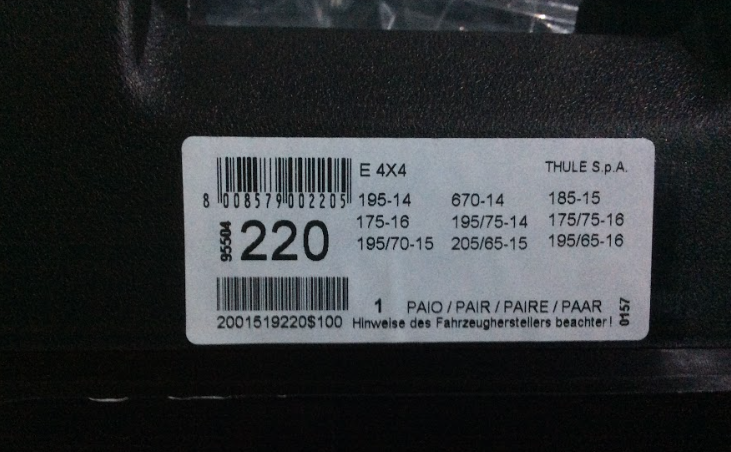 E 4X4 THULE S.p.A.
8 008579 002205
195-14 670-14 185-15
175-16 195/75-14 175/75-16
195/70-15 205/65-15 195/65-16
95504
220
2001519220$100
1 PAIO / PAIR / PAIRE / PAAR
Hinweise des Fahrzeugherstellers beachter!
0157